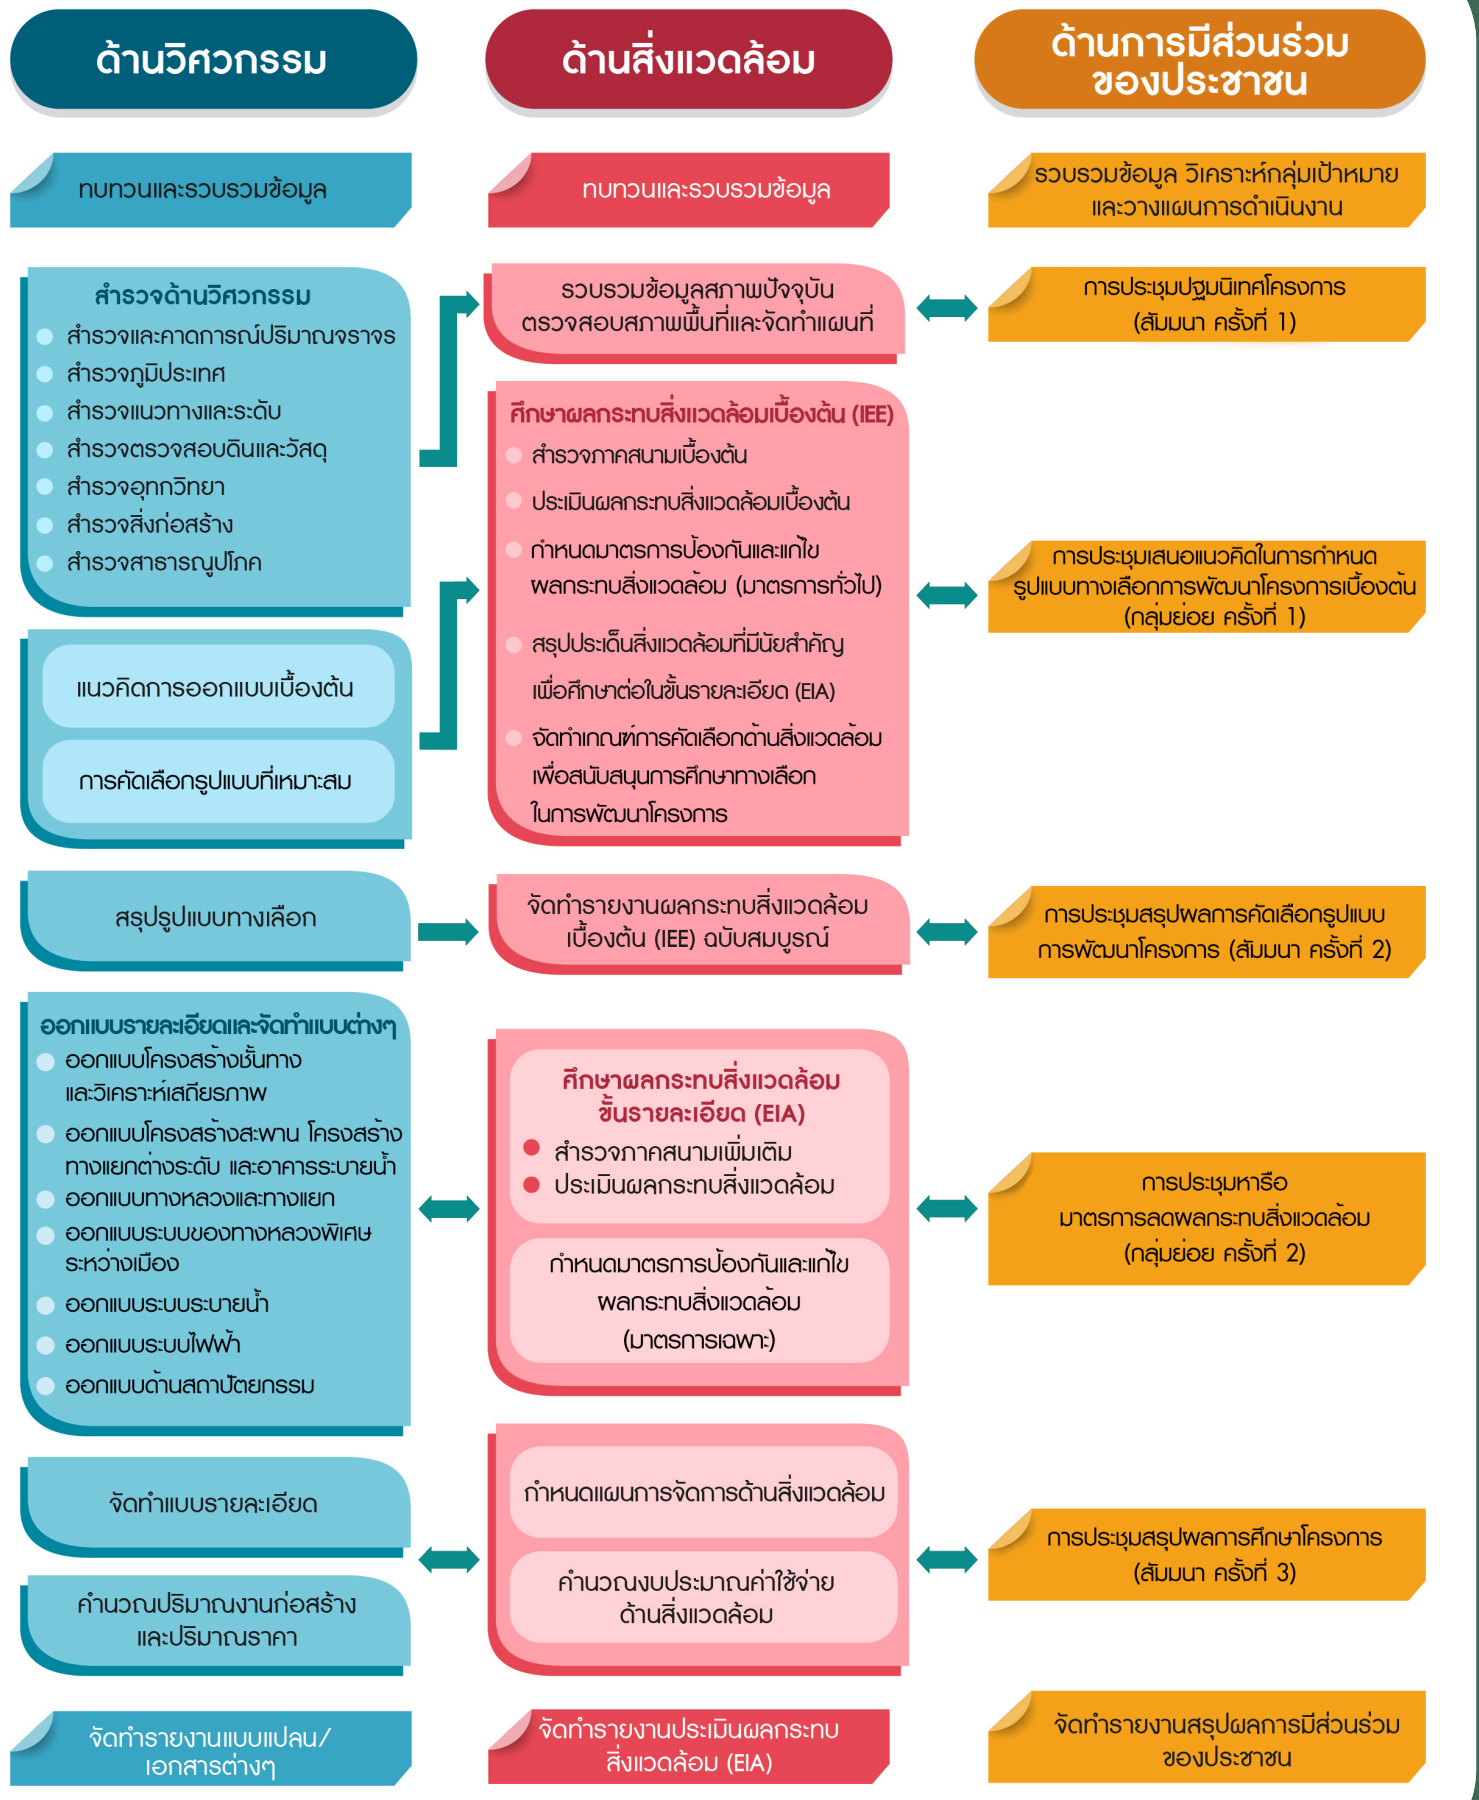 ด้านวิศวกรรม
ทบทวนและรวบรวมข้อมูล
สำรวจด้านวิศวกรรม
สำรวจและคาดการณ์ปริมาณจราจร
สำรวจภูมิประเทศ
สำรวจแนวทางและระดับ
สำรวจตรวจสอบดินและวัสดุ
สำรวจอุทกวิทยา
สำรวจสิ่งก่อสร้าง
สำรวจสาธารณูปโภค
แนวคิดการออกแบบเบื้องต้น
การคัดเลือกรูปแบบที่เหมาะสม
สรุปรูปแบบทางเลือก
ออกแบบรายละเอียดและจัดทำแบบต่างๆ
ออกแบบโครงสร้างชั้นทาง
และวิเคราะห์เสถียรภาพ
ออกแบบโครงสร้างสะพาน โครงสร้าง
ทางแยกต่างระดับ และอาคารระบายน้ำ
ออกแบบทางหลวงและทางแยก
ออกแบบระบบของทางหลวงพิเศษ
ระหว่างเมือง
ออกแบบระบบระบายน้ำ
ออกแบบระบบไฟฟ้า
ออกแบบด้านสถาปัตยกรรม
จัดทำแบบรายละเอียด
คำนวณปริมาณงานก่อสร้าง
และปริมาณราคา
จัดทำรายงานแบบแปลน/
เอกสารต่างๆ
ด้านสิ่งแวดล้อม
ทบทวนและรวบรวมข้อมูล
รวบรวมข้อมูลสภาพปัจจุบัน
ตรวจสอบสภาพพื้นที่และจัดทำแผนที่
ศึกษาผลกระทบสิ่งแวดล้อมเบื้องต้น (IEE)
สำรวจภาคสนามเบื้องต้น
ประเมินผลกระทบสิ่งแวดล้อมเบื้องต้น
กำหนดมาตรการป้องกันและแก้ไข
ผลกระทบสิ่งแวดล้อม (มาตรการทั่วไป)
สรุปประเด็นสิ่งแวดล้อมที่มีนัยสำคัญ
เพื่อศึกษาต่อในขั้นรายละเอียด (EIA)
จัดทำเกณฑ์การคัดเลือกด้านสิ่งแวดล้อม
เพื่อสนับสนุนการศึกษาทางเลือก
ในการพัฒนาโครงการ
จัดทำรายงานผลกระทบสิ่งแวดล้อม
เบื้องต้น (IEE) ฉบับสมบูรณ์
ศึกษาผลกระทบสิ่งแวดล้อม
ขั้นรายละเอียด (EIA)
สำรวจภาคสนามเพิ่มเติม
ประเมินผลกระทบสิ่งแวดล้อม
กำหนดมาตรการป้องกันและแก้ไข
ผลกระทบสิ่งแวดล้อม
(มาตรการเฉพาะ)
กำหนดแผนการจัดการด้านสิ่งแวดล้อม
คำนวณงบประมาณค่าใช้จ่าย
ด้านสิ่งแวดล้อม
จัดทำรายงานประเมินผลกระทบ
สิ่งแวดล้อม (EIA)
ด้านการมีส่วนร่วม
ของประชาชน
รวบรวมข้อมูล วิเคราะห์กลุ่มเป้าหมาย
และวางแผนการดำเนินงาน
การประชุมปฐมนิเทศโครงการ
(สัมมนา ครั้งที่ 1)
การประชุมเสนอแนวคิดในการกำหนด
รูปแบบทางเลือกการพัฒนาโครงการเบื้องต้น
(กลุ่มย่อย ครั้งที่ 1)
การประชุมสรุปผลการคัดเลือกรูปแบบ
การพัฒนาโครงการ (สัมมนา ครั้งที่ 2)
การประชุมหารือ
มาตรการลดผลกระทบสิ่งแวดล้อม
(กลุ่มย่อย ครั้งที่ 2)
การประชุมสรุปผลการศึกษาโครงการ
(สัมมนา ครั้งที่ 3)
จัดทำรายงานสรุปผลการมีส่วนร่วม
ของประชาชน